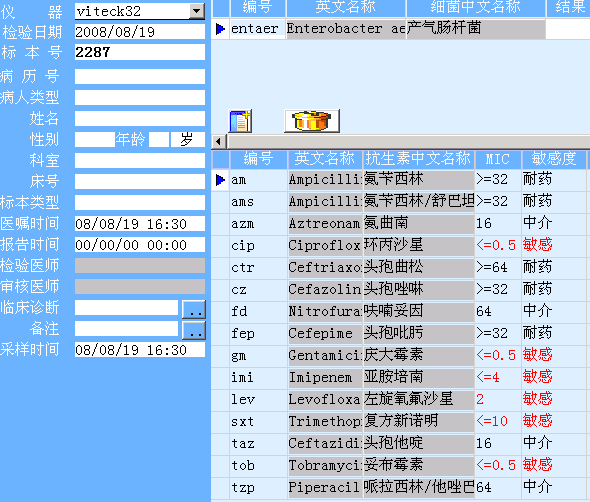 仪 器 viteck32
检验日期 2008/08/19
标 本 号 2287
病 历 号
病人类型
姓名
性别 年龄 岁
科室
床号
标本类型
医嘱时间 08/08/19 16:30
报告时间 00/00/00 00:00
检验医师
审核医师
临床诊断 ..
备注 ..
采样时间 08/08/19 16:30
编号 英文名称 细菌中文名称 结果
entaer Enterobacter ae 产气肠杆菌
编号 英文名称 抗生素中文名称 MIC 敏感度
am Ampicilli 氨苄西林 >=32 耐药
ams Ampicilli 氨苄西林/舒巴坦 >=32 耐药
azm Aztreonam 氨曲南 16 中介
cip Ciproflox 环丙沙星 <=0.5 敏感
ctr Ceftriaxo 头孢曲松 >=64 耐药
cz Cefazolin 头孢唑啉 >=32 耐药
fd Nitrofura 呋喃妥因 64 中介
fep Cefepime 头孢吡肟 >=32 耐药
gm Gentamici 庆大霉素 <=0.5 敏感
imi Imipenem 亚胺培南 <=4 敏感
lev Levofloxa 左旋氧氟沙星 2 敏感
sxt Trimethop 复方新诺明 <=10 敏感
taz Ceftazidi 头孢他啶 16 中介
tob Tobramyci 妥布霉素 <=0.5 敏感
tzp Piperacil 哌拉西林/他唑巴 64 中介